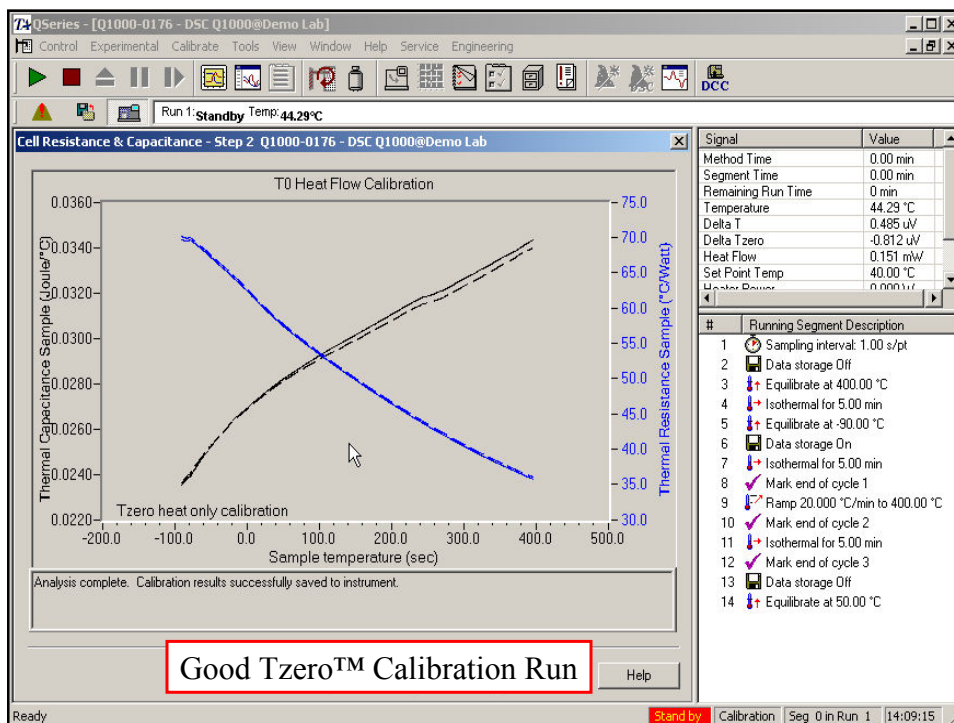 QSeries - [Q1000-0176 - DSC Q1000@Demo Lab]
Control Experimental Calibrate Tools View Window Help Service Engineering
DCC
Run 1: Standby Temp: 44.29°C
Cell Resistance & Capacitance - Step 2 Q1000-0176 - DSC Q1000@Demo Lab
T0 Heat Flow Calibration
Thermal Capacitance Sample (Joule/°C)
0.0360
0.0340
0.0320
0.0300
0.0280
0.0260
0.0240
0.0220
75.0
70.0
65.0
60.0
55.0
50.0
45.0
40.0
35.0
30.0
Thermal Resistance Sample (°C/Watt)
Tzero heat only calibration
-200.0 -100.0 0.0 100.0 200.0 300.0 400.0 500.0
Sample temperature (sec)
Analysis complete. Calibration results successfully saved to instrument.
Good Tzero™ Calibration Run
Help
Signal Value
Method Time 0.00 min
Segment Time 0.00 min
Remaining Run Time 0 min
Temperature 44.29 °C
Delta T 0.485 uV
Delta Tzero -0.812 uV
Heat Flow 0.151 mW
Set Point Temp 40.00 °C
# Running Segment Description
1 Sampling interval: 1.00 s/pt
2 Data storage Off
3 Equilibrate at 400.00 °C
4 Isothermal for 5.00 min
5 Equilibrate at -90.00 °C
6 Data storage On
7 Isothermal for 5.00 min
8 Mark end of cycle 1
9 Ramp 20.000 °C/min to 400.00 °C
10 Mark end of cycle 2
11 Isothermal for 5.00 min
12 Mark end of cycle 3
13 Data storage Off
14 Equilibrate at 50.00 °C
Ready
Stand by Calibration Seg 0 in Run 1 14:09:15